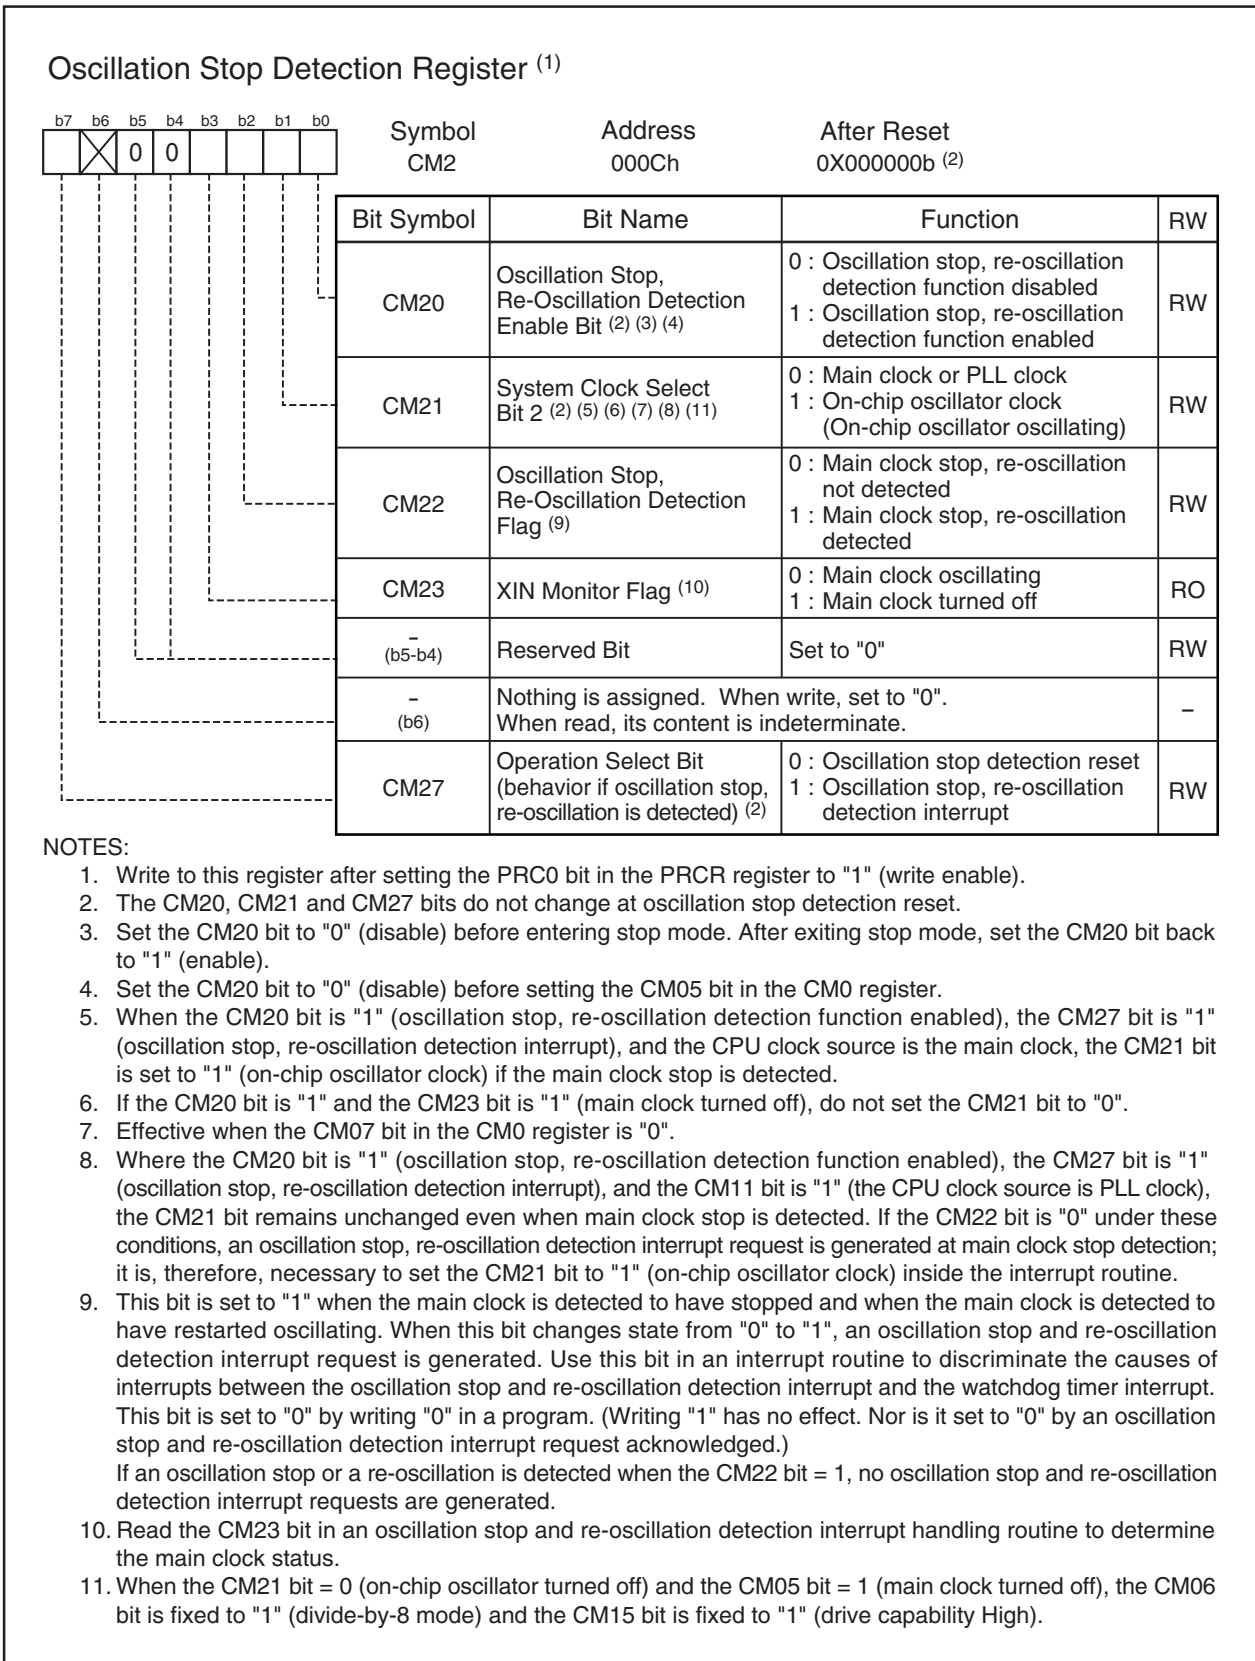 Oscillation Stop Detection Register (1)
b7 b6 b5 b4 b3 b2 b1 b0
0 0
Symbol Address After Reset
CM2 000Ch 0X000000b (2)
Bit Symbol Bit Name Function RW
CM20
Oscillation Stop,
Re-Oscillation Detection
Enable Bit (2) (3) (4)
0 : Oscillation stop, re-oscillation
detection function disabled
1 : Oscillation stop, re-oscillation
detection function enabled
RW
CM21
System Clock Select
Bit 2 (2) (5) (6) (7) (8) (11)
0 : Main clock or PLL clock
1 : On-chip oscillator clock
(On-chip oscillator oscillating)
RW
CM22
Oscillation Stop,
Re-Oscillation Detection
Flag (9)
0 : Main clock stop, re-oscillation
not detected
1 : Main clock stop, re-oscillation
detected
RW
CM23
XIN Monitor Flag (10)
0 : Main clock oscillating
1 : Main clock turned off
RO
–
(b5-b4)
Reserved Bit
Set to "0"
RW
–
(b6)
Nothing is assigned. When write, set to "0".
When read, its content is indeterminate.
–
CM27
Operation Select Bit
(behavior if oscillation stop,
re-oscillation is detected) (2)
0 : Oscillation stop detection reset
1 : Oscillation stop, re-oscillation
detection interrupt
RW
NOTES:
1. Write to this register after setting the PRC0 bit in the PRCR register to "1" (write enable).
2. The CM20, CM21 and CM27 bits do not change at oscillation stop detection reset.
3. Set the CM20 bit to "0" (disable) before entering stop mode. After exiting stop mode, set the CM20 bit back
to "1" (enable).
4. Set the CM20 bit to "0" (disable) before setting the CM05 bit in the CM0 register.
5. When the CM20 bit is "1" (oscillation stop, re-oscillation detection function enabled), the CM27 bit is "1"
(oscillation stop, re-oscillation detection interrupt), and the CPU clock source is the main clock, the CM21 bit
is set to "1" (on-chip oscillator clock) if the main clock stop is detected.
6. If the CM20 bit is "1" and the CM23 bit is "1" (main clock turned off), do not set the CM21 bit to "0".
7. Effective when the CM07 bit in the CM0 register is "0".
8. Where the CM20 bit is "1" (oscillation stop, re-oscillation detection function enabled), the CM27 bit is "1"
(oscillation stop, re-oscillation detection interrupt), and the CM11 bit is "1" (the CPU clock source is PLL clock),
the CM21 bit remains unchanged even when main clock stop is detected. If the CM22 bit is "0" under these
conditions, an oscillation stop, re-oscillation detection interrupt request is generated at main clock stop detection;
it is, therefore, necessary to set the CM21 bit to "1" (on-chip oscillator clock) inside the interrupt routine.
9. This bit is set to "1" when the main clock is detected to have stopped and when the main clock is detected to
have restarted oscillating. When this bit changes state from "0" to "1", an oscillation stop and re-oscillation
detection interrupt request is generated. Use this bit in an interrupt routine to discriminate the causes of
interrupts between the oscillation stop and re-oscillation detection interrupt and the watchdog timer interrupt.
This bit is set to "0" by writing "0" in a program. (Writing "1" has no effect. Nor is it set to "0" by an oscillation
stop and re-oscillation detection interrupt request acknowledged.)
If an oscillation stop or a re-oscillation is detected when the CM22 bit = 1, no oscillation stop and re-oscillation
detection interrupt requests are generated.
10. Read the CM23 bit in an oscillation stop and re-oscillation detection interrupt handling routine to determine
the main clock status.
11. When the CM21 bit = 0 (on-chip oscillator turned off) and the CM05 bit = 1 (main clock turned off), the CM06
bit is fixed to "1" (divide-by-8 mode) and the CM15 bit is fixed to "1" (drive capability High).